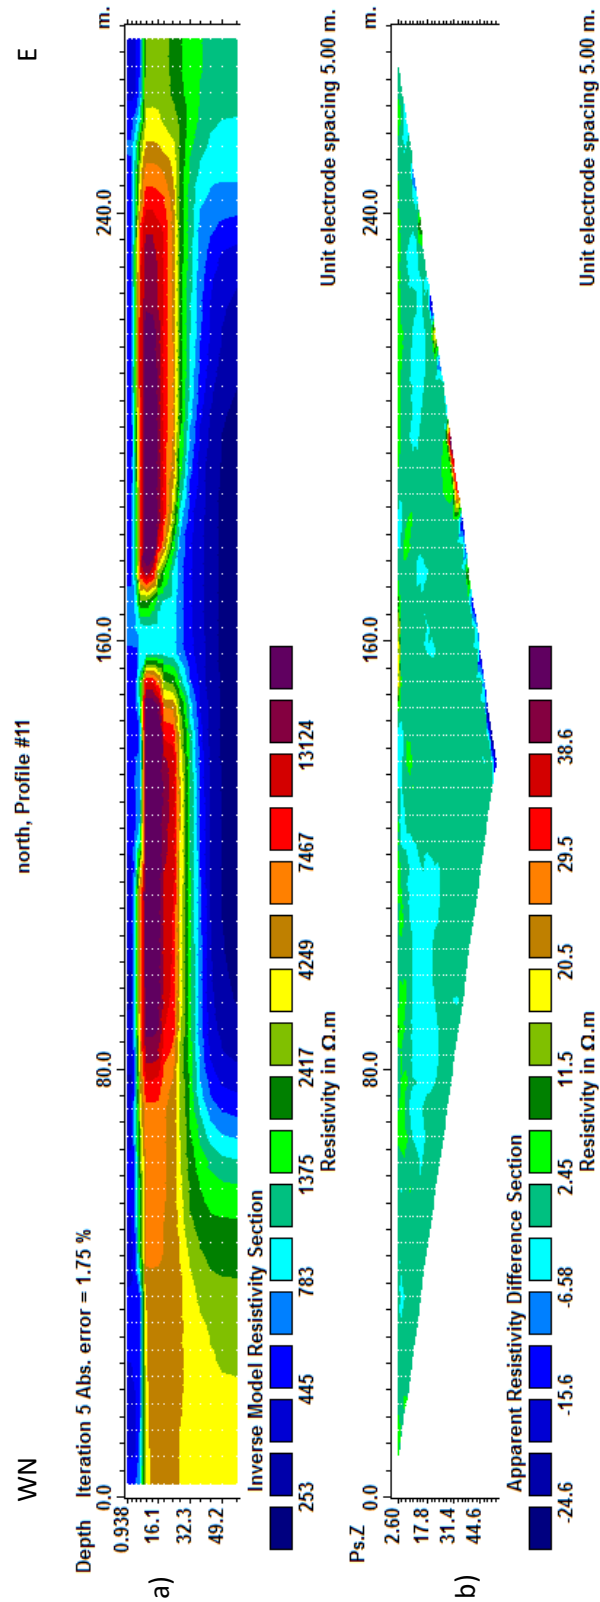 WN E
north, Profile #11
Depth Iteration 5 Abs. error = 1.75 %
0.0 80.0 160.0 240.0 m.
0.938
16.1
32.3
49.2
a)
Inverse Model Resistivity Section
253 445 783 1375 2417 4249 7467 13124
Resistivity in Ω.m
Unit electrode spacing 5.00 m.
Ps.Z
0.0 80.0 160.0 240.0 m.
2.60
17.8
31.4
44.6
b)
Apparent Resistivity Difference Section
-24.6 -15.6 -6.58 2.45 11.5 20.5 29.5 38.6
Resistivity in Ω.m
Unit electrode spacing 5.00 m.